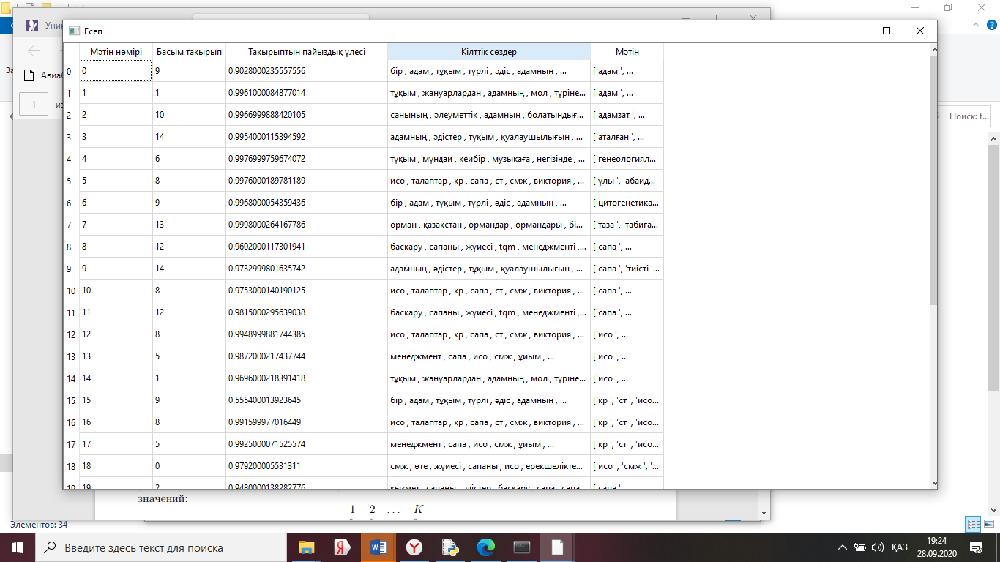 Уни
Есеп
За
Авиаб
1
из
Поиск: т...
Мәтін нөмірі Басым тақырып Тақырыптын пайыздық үлесі Кілттік сөздер Мәтін
0 0 9 0.9028000235557556 бір , адам , тұқым , түрлі , әдіс , адамның , ... ['адам ', ...
1 1 1 0.9961000084877014 тұқым , жануарлардан , адамның , мол , түріне... ['адам ', ...
2 2 10 0.9966999888420105 санының , әлеуметтік , адамның , болатындығ... ['адамзат ', ...
3 3 14 0.9954000115394592 адамның , әдістер , тұқым , қуалаушылығын , ... ['аталған ', ...
4 4 6 0.9976999759674072 тұқым , мұндаи , кеибір , музыкаға , негізінде , ... ['генеологиял...
5 5 8 0.9976000189781189 исо , талаптар , қр , сапа , ст , смж , виктория , ... ['ұлы ', 'абаид...
6 6 9 0.9968000054359436 бір , адам , тұқым , түрлі , әдіс , адамның , ... ['цитогенетика...
7 7 13 0.9998000264167786 орман , қазақстан , ормандар , ормандары , бі... ['таза ', 'табиға...
8 8 12 0.9602000117301941 басқару , сапаны , жүиесі , tqm , менеджменті ,... ['сапа ', ...
9 9 14 0.9732999801635742 адамның , әдістер , тұқым , қуалаушылығын , ... ['сапа ', 'тиісті '...
10 10 8 0.9753000140190125 исо , талаптар , қр , сапа , ст , смж , виктория , ... ['сапа ', ...
11 11 12 0.9815000295639038 басқару , сапаны , жүиесі , tqm , менеджменті ,... ['сапа ', ...
12 12 8 0.9948999881744385 исо , талаптар , қр , сапа , ст , смж , виктория , ... ['исо ', ...
13 13 5 0.9872000217437744 менеджмент , сапа , исо , смж , ұиым , ... ['исо ', ...
14 14 1 0.9696000218391418 тұқым , жануарлардан , адамның , мол , түріне... ['исо ', ...
15 15 9 0.555400013923645 бір , адам , тұқым , түрлі , әдіс , адамның , ... ['қр ', 'ст ', 'исо...
16 16 8 0.991599977016449 исо , талаптар , қр , сапа , ст , смж , виктория , ... ['қр ', 'ст ', 'исо...
17 17 5 0.9925000071525574 менеджмент , сапа , исо , смж , ұиым , ... ['қр ', 'ст ', 'исо...
18 18 0 0.979200005531311 смж , өте , жүиесі , сапаны , исо , ерекшелікте... ['исо ', 'смж ', '...
19 19 2 0.9480000138282776 қызмет , сапаны , әдістер , басқару , сапа , сапа ... ['сапа ', ...
значений:
1 2 ... K
Элементов: 34
Введите здесь текст для поиска
ҚАЗ
19:24
28.09.2020